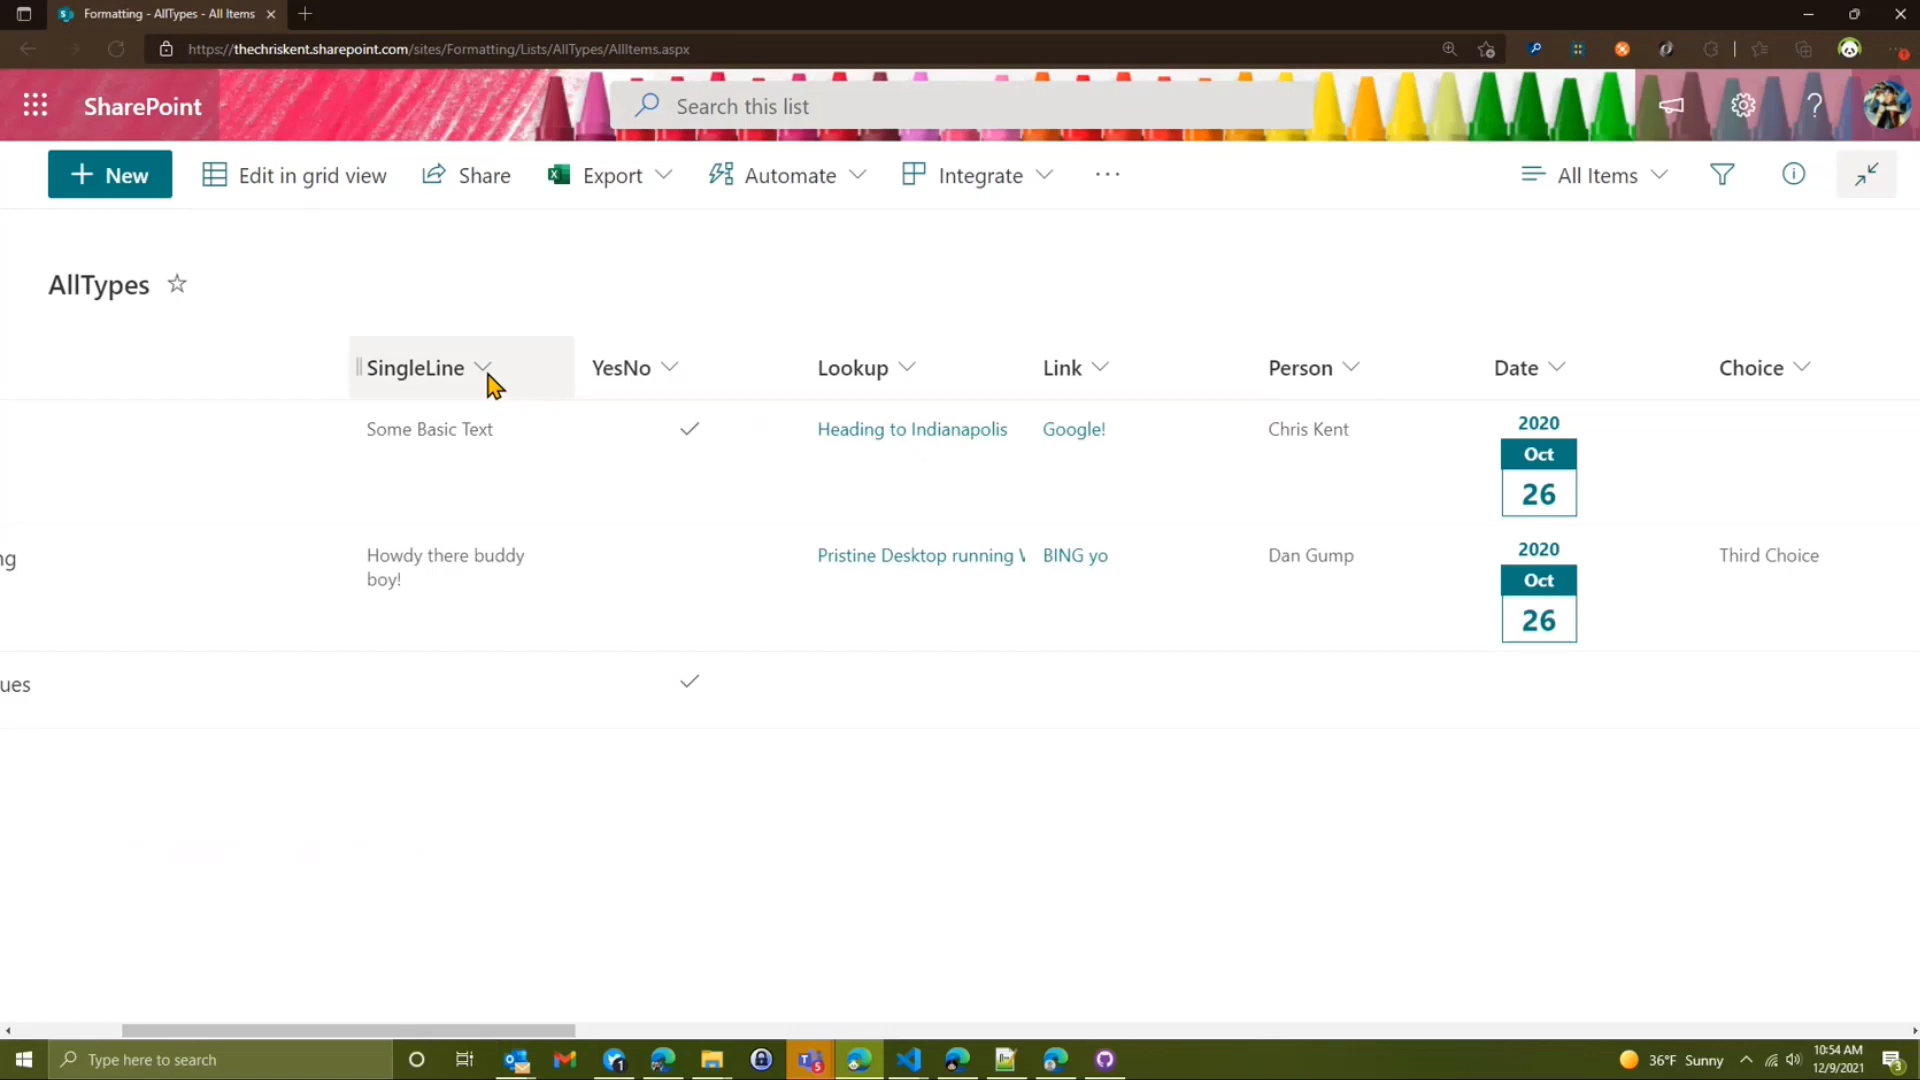 Formatting - AllTypes - All Items
https://thechriskent.sharepoint.com/sites/Formatting/Lists/AllTypes/AllItems.aspx
SharePoint
Search this list
New
Edit in grid view
Share
Export
Automate
Integrate
All Items
AllTypes
SingleLine
YesNo
Lookup
Link
Person
Date
Choice
Some Basic Text
Heading to Indianapolis
Google!
Chris Kent
2020
Oct
26
ng
Howdy there buddy
boy!
Pristine Desktop running
BING yo
Dan Gump
2020
Oct
26
Third Choice
ues
Type here to search
36°F Sunny
10:54 AM
12/9/2021